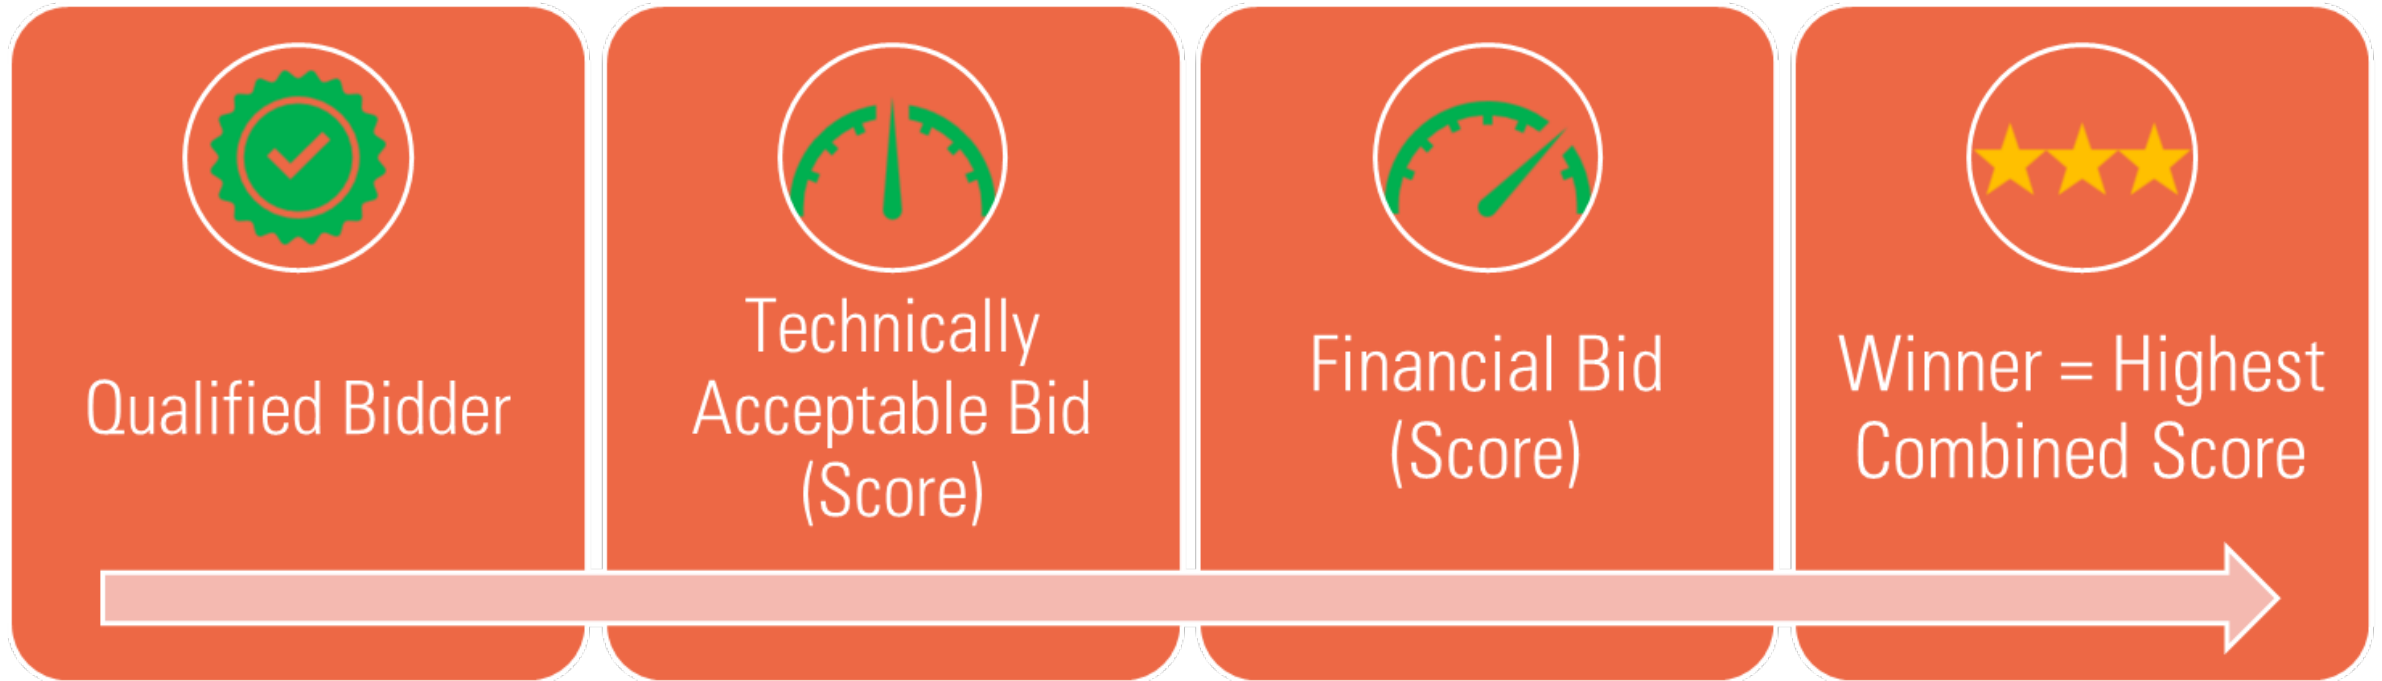 Qualified Bidder
Technically
Acceptable Bid
(Score)
Financial Bid
(Score)
Winner = Highest
Combined Score